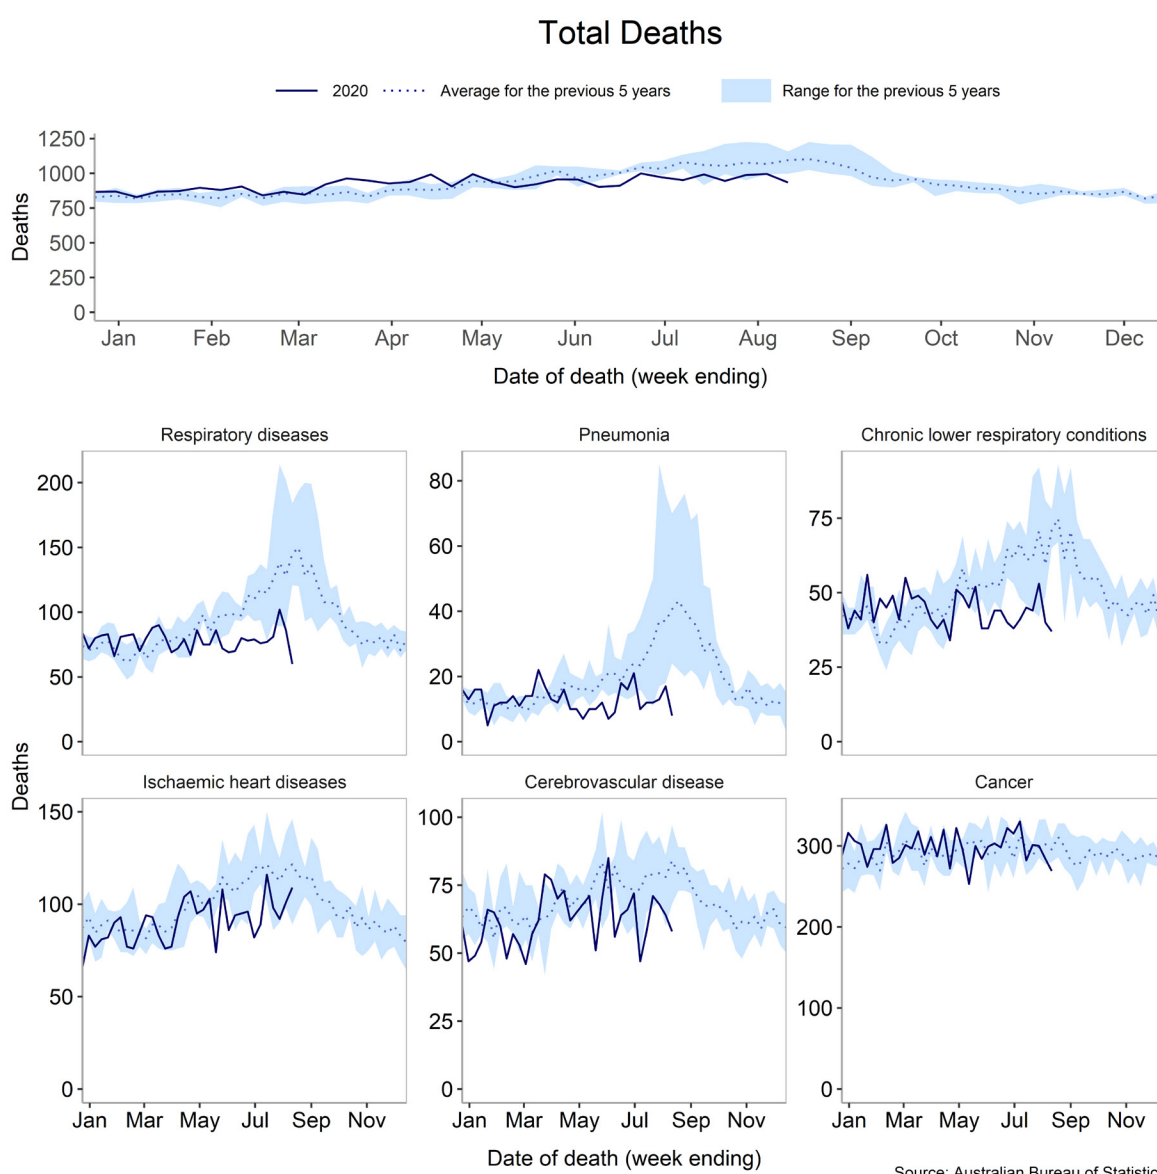 Total Deaths
2020 Average for the previous 5 years Range for the previous 5 years
Deaths
1250
1000
750
500
250
0
Jan Feb Mar Apr May Jun Jul Aug Sep Oct Nov Dec
Date of death (week ending)
Deaths
Respiratory diseases
200
150
100
50
0
Pneumonia
80
60
40
20
0
Chronic lower respiratory conditions
75
50
25
0
Ischaemic heart diseases
150
100
50
0
Jan Mar May Jul Sep Nov
Cerebrovascular disease
100
75
50
25
0
Jan Mar May Jul Sep Nov
Cancer
300
200
100
0
Jan Mar May Jul Sep Nov
Date of death (week ending)
Source: Australian Bureau of